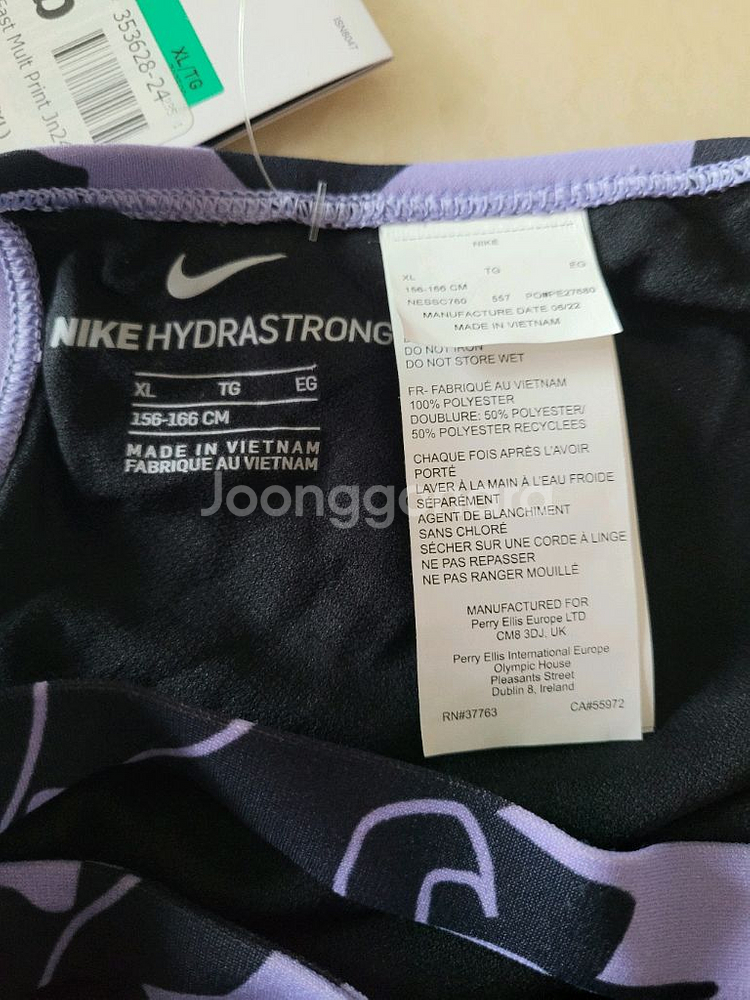 353628-24
XL/TG
ast Mult Print Jn24
ISN8047
NIKE HYDRASTRONG
XL TG EG
156-166 CM
MADE IN VIETNAM
FABRIQUE AU VIETNAM
NIKE
XL TG EG
156-166 CM
NESSC760 557 PO#PE27880
MANUFACTURE DATE 06/22
MADE IN VIETNAM
DO NOT IRON
DO NOT STORE WET
FR- FABRIQUÉ AU VIETNAM
100% POLYESTER
DOUBLURE: 50% POLYESTER/
50% POLYESTER RECYCLEES
CHAQUE FOIS APRÈS L'AVOIR
PORTÉ
LAVER À LA MAIN À L'EAU FROIDE
SÉPARÉMENT
AGENT DE BLANCHIMENT
SANS CHLORÉ
SÉCHER SUR UNE CORDE À LINGE
NE PAS REPASSER
NE PAS RANGER MOUILLÉ
MANUFACTURED FOR
Perry Ellis Europe LTD
CM8 3DJ, UK
Perry Ellis International Europe
Olympic House
Pleasants Street
Dublin 8, Ireland
RN#37763 CA#55972